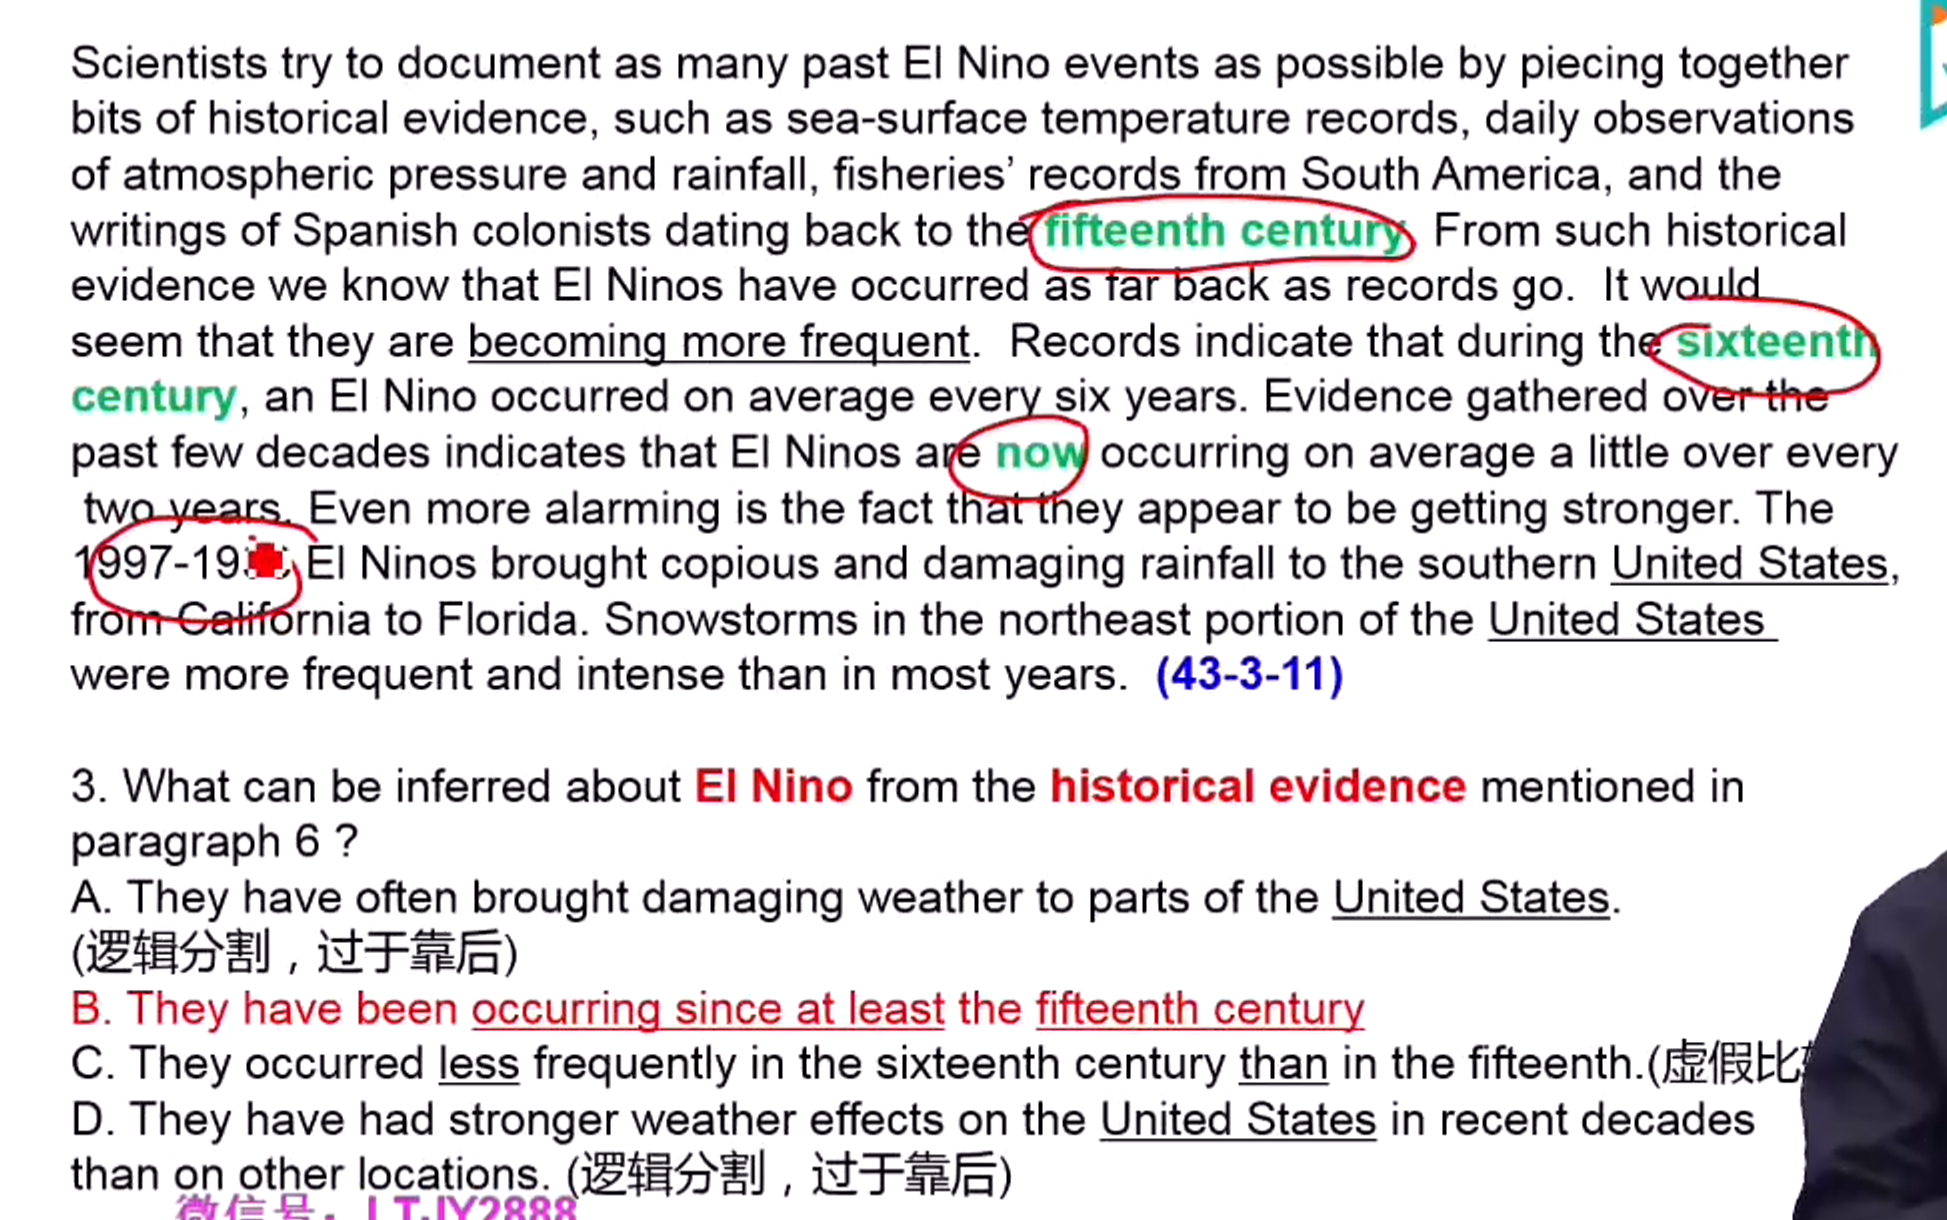 Scientists try to document as many past El Nino events as possible by piecing together
bits of historical evidence, such as sea-surface temperature records, daily observations
of atmospheric pressure and rainfall, fisheries’ records from South America, and the
writings of Spanish colonists dating back to the fifteenth century. From such historical
evidence we know that El Ninos have occurred as far back as records go. It would
seem that they are becoming more frequent. Records indicate that during the sixteenth
century, an El Nino occurred on average every six years. Evidence gathered over the
past few decades indicates that El Ninos are now occurring on average a little over every
two years. Even more alarming is the fact that they appear to be getting stronger. The
El Ninos brought copious and damaging rainfall to the southern United States,
from California to Florida. Snowstorms in the northeast portion of the United States
were more frequent and intense than in most years. (43-3-11)
3. What can be inferred about El Nino from the historical evidence mentioned in
paragraph 6 ?
A. They have often brought damaging weather to parts of the United States.
(逻辑分割，过于靠后)
B. They have been occurring since at least the fifteenth century
C. They occurred less frequently in the sixteenth century than in the fifteenth.(虚假比
D. They have had stronger weather effects on the United States in recent decades
than on other locations. (逻辑分割，过于靠后)
微信号：LTJY2888